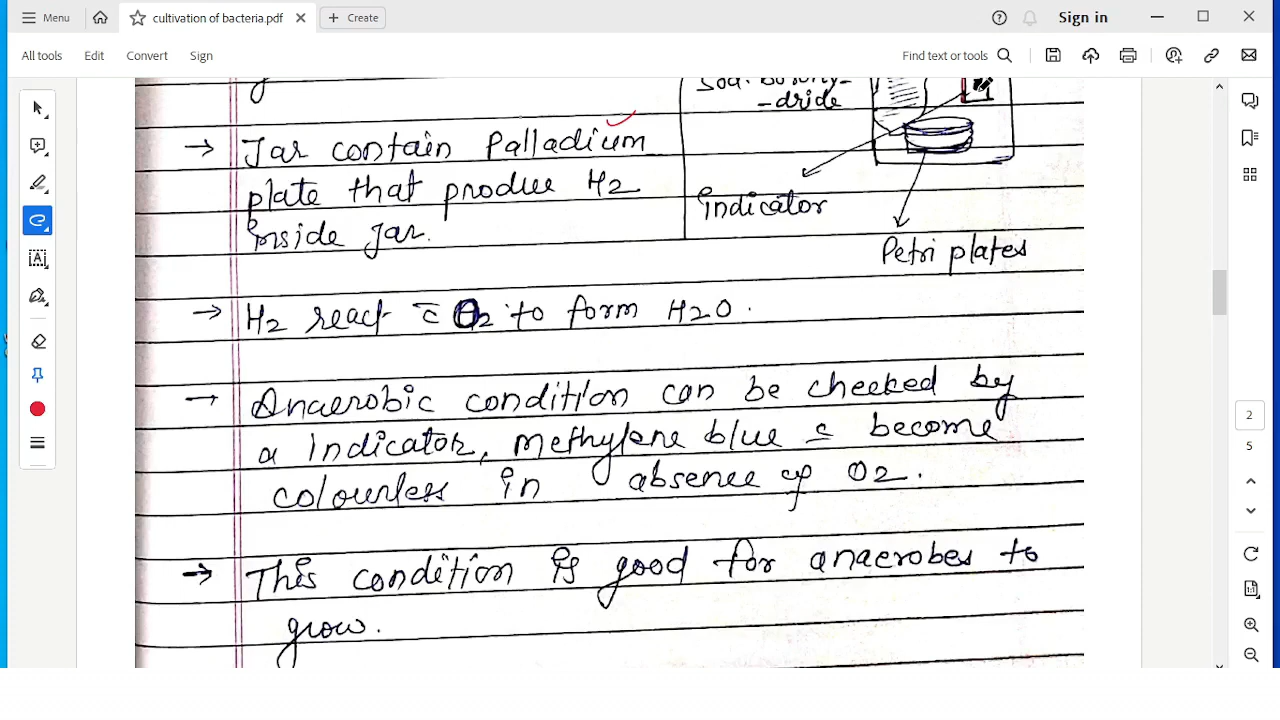 Menu
cultivation of bacteria.pdf
Create
Sign in
All tools
Edit
Convert
Sign
Find text or tools
-dride
→ Jar contain Palladium
plate that produce H2
inside Jar.
indicator
Petri plates
→ H2 react c̄ O2 to form H2O.
→ Anaerobic condition can be checked by
a indicator, methylene blue c̄ become
colourless in absence of O2.
→ This condition is good for anaerobes to
grow.
2
5